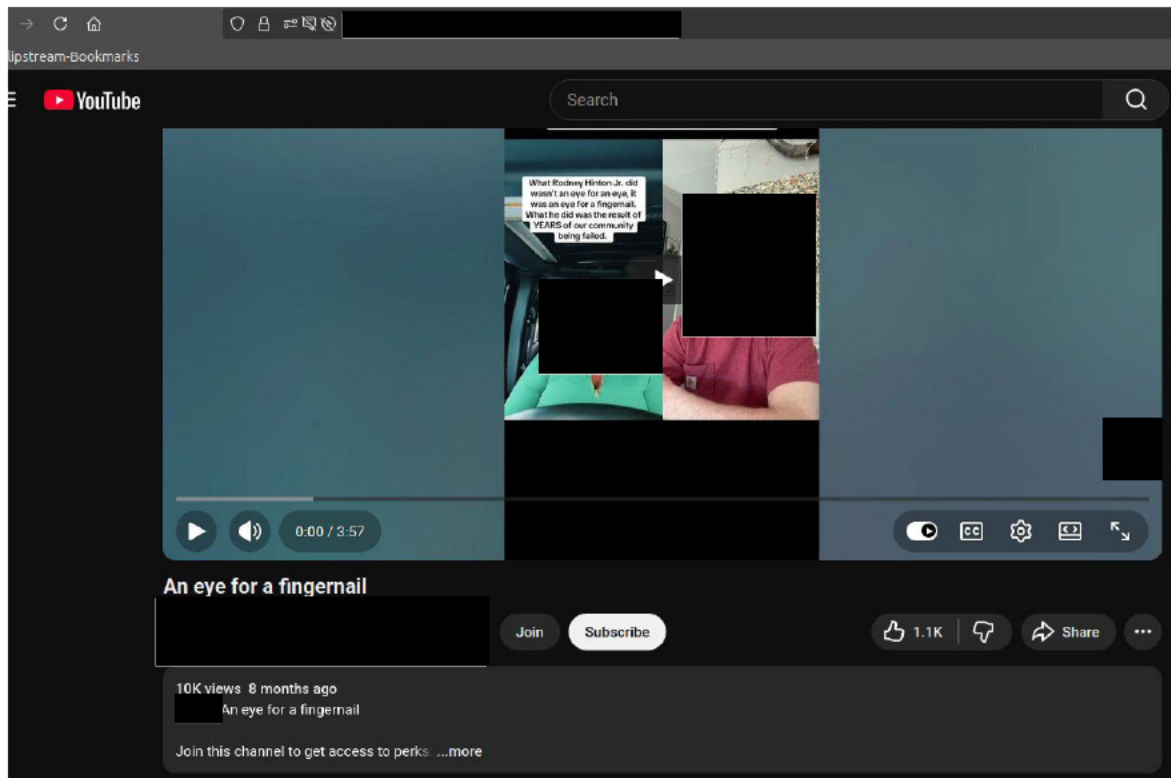 lipstream-Bookmarks
YouTube
Search
What Rodney Hinton Jr. did
wasn't an eye for an eye, it
was an eye for a fingernail.
What he did was the result of
YEARS of our community
being failed.
0:00 / 3:57
CC
An eye for a fingernail
Join
Subscribe
1.1K
Share
10K views 8 months ago
An eye for a fingernail
Join this channel to get access to perks: ...more